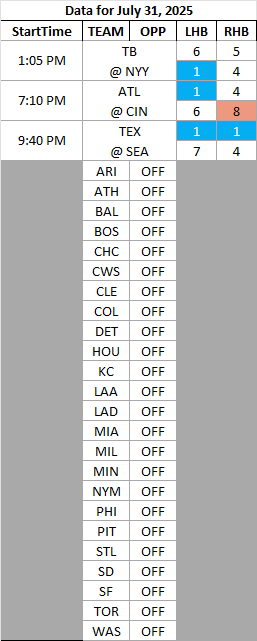 Data for July 31, 2025
StartTime TEAM OPP LHB RHB
1:05 PM TB 6 5
@ NYY 1 4
7:10 PM ATL 1 4
@ CIN 6 8
9:40 PM TEX 1 1
@ SEA 7 4
ARI OFF
ATH OFF
BAL OFF
BOS OFF
CHC OFF
CWS OFF
CLE OFF
COL OFF
DET OFF
HOU OFF
KC OFF
LAA OFF
LAD OFF
MIA OFF
MIL OFF
MIN OFF
NYM OFF
PHI OFF
PIT OFF
STL OFF
SD OFF
SF OFF
TOR OFF
WAS OFF